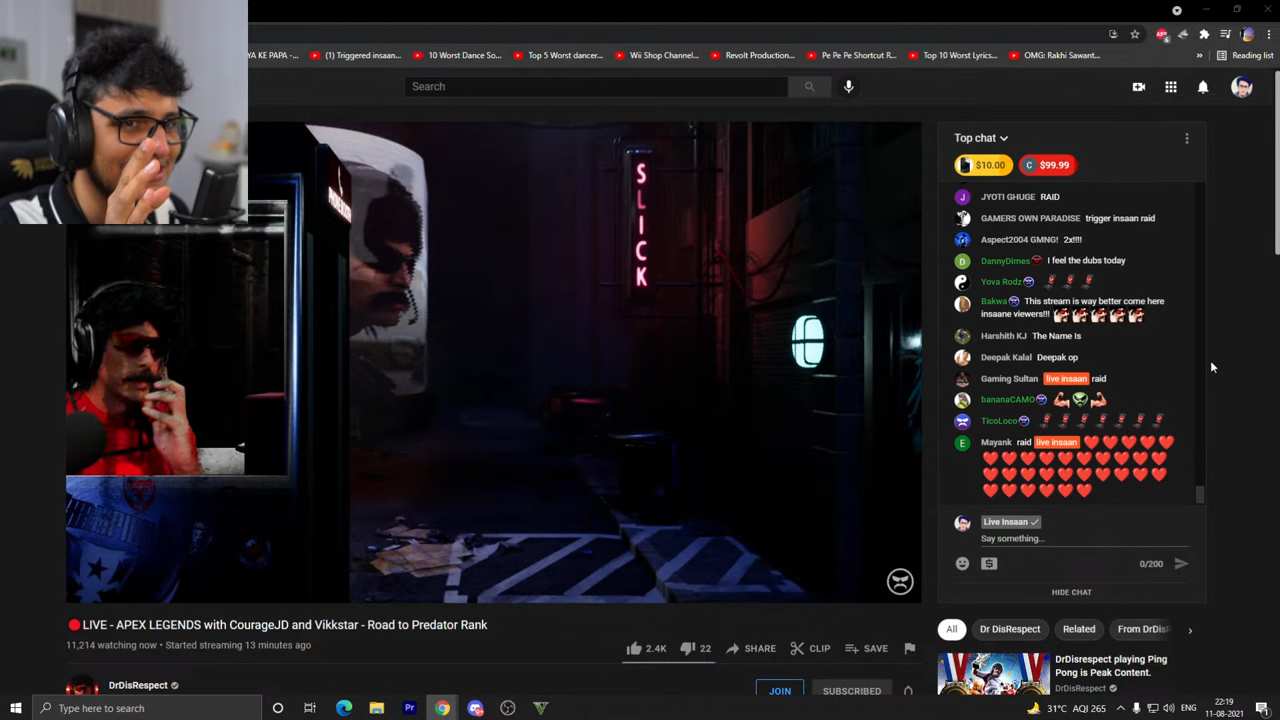 YA KE PAPA -...
(1) Triggered insaan...
10 Worst Dance So...
Top 5 Worst dancer...
Wii Shop Channel...
Revolt Production...
Pe Pe Pe Shortcut R...
Top 10 Worst Lyrics...
OMG: Rakhi Sawant...
»
Reading list
Search
SLICK
Top chat
$10.00
C $99.99
J JYOTI GHUGE RAID
GAMERS OWN PARADISE trigger insaan raid
Aspect2004 GMNG! 2x!!!!
D DannyDimes I feel the dubs today
Yova Rodz
Bakwa This stream is way better come here
insaane viewers!!!
Harshith KJ The Name Is
Deepak Kalal Deepak op
Gaming Sultan live insaan raid
bananaCAMO
TicoLoco
E Mayank raid live insaan ❤️❤️❤️❤️❤️
❤️❤️❤️❤️❤️❤️❤️❤️❤️❤️
❤️❤️❤️❤️❤️❤️❤️❤️❤️❤️
❤️❤️❤️❤️❤️❤️
Live Insaan ✓
Say something...
0/200
HIDE CHAT
LIVE - APEX LEGENDS with CourageJD and Vikkstar - Road to Predator Rank
11,214 watching now • Started streaming 13 minutes ago
2.4K
22
SHARE
CLIP
SAVE
All
Dr DisRespect
Related
From DrDisR
DrDisrespect playing Ping
Pong is Peak Content.
DrDisRespect
DrDisRespect
JOIN
SUBSCRIBED
Type here to search
Pr
31°C AQI 265
ENG
22:19
11-08-2021